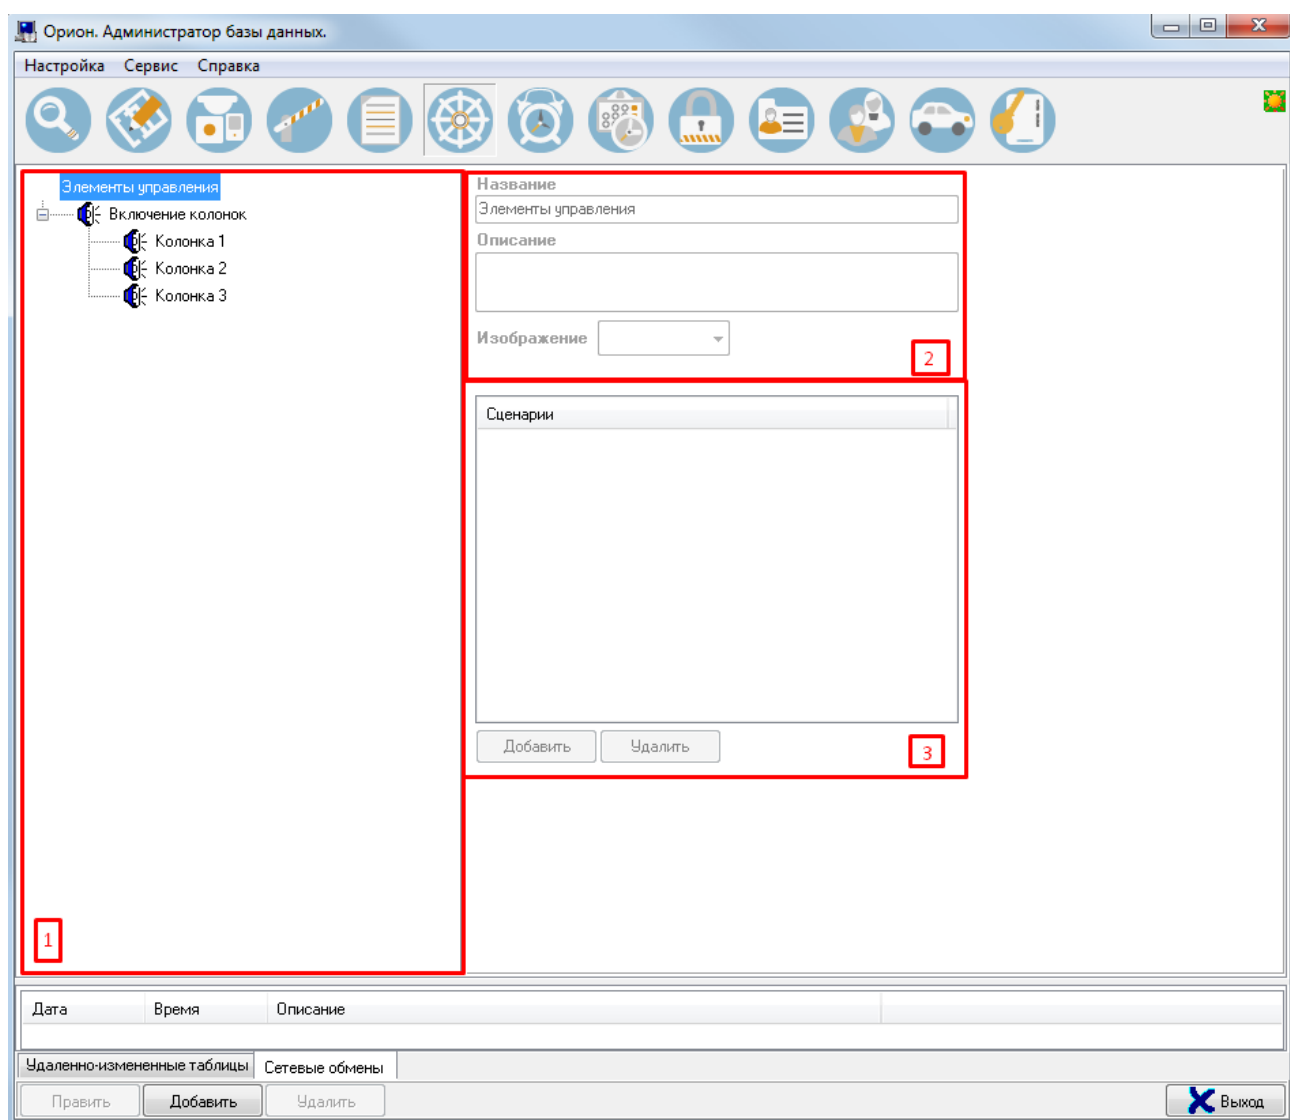 Орион. Администратор базы данных.
Настройка Сервис Справка
Элементы управления
Включение колонок
Колонка 1
Колонка 2
Колонка 3
1
Название
Элементы управления
Описание
Изображение
2
Сценарии
Добавить Удалить
3
Дата Время Описание
Удаленно-измененные таблицы Сетевые обмены
Править Добавить Удалить Выход